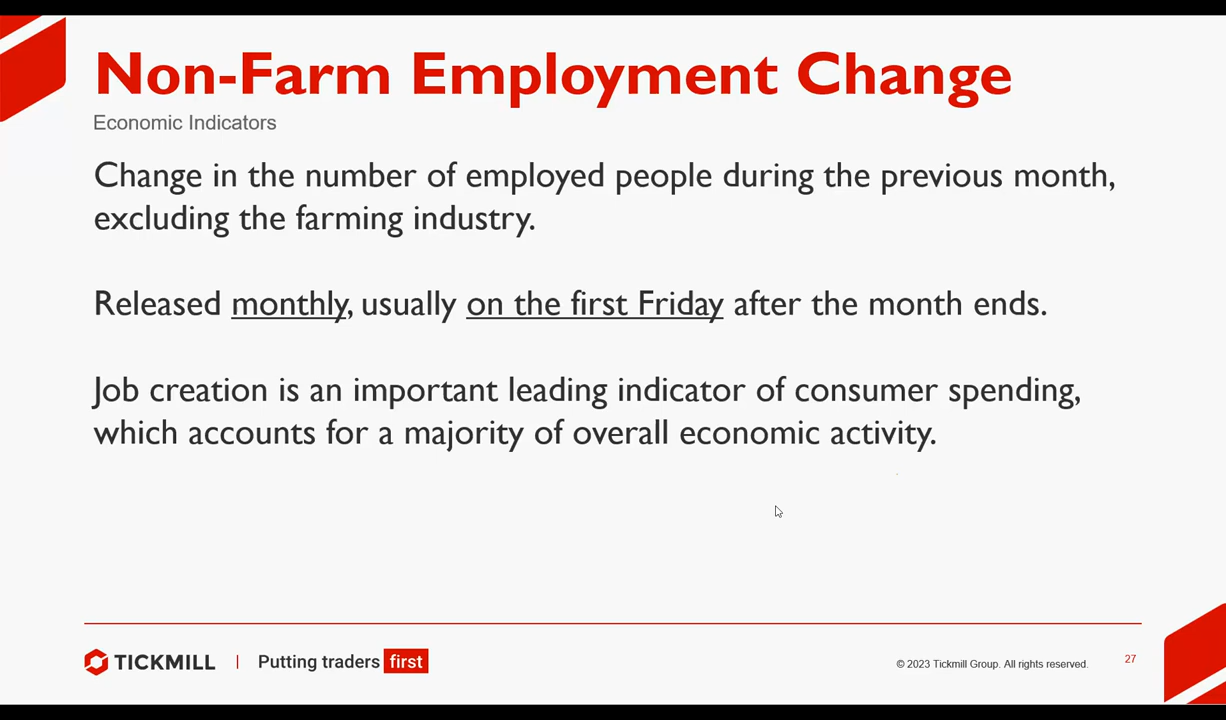 Non-Farm Employment Change
Economic Indicators
Change in the number of employed people during the previous month,
excluding the farming industry.
Released monthly, usually on the first Friday after the month ends.
Job creation is an important leading indicator of consumer spending,
which accounts for a majority of overall economic activity.
TICKMILL | Putting traders first
© 2023 Tickmill Group. All rights reserved.
27